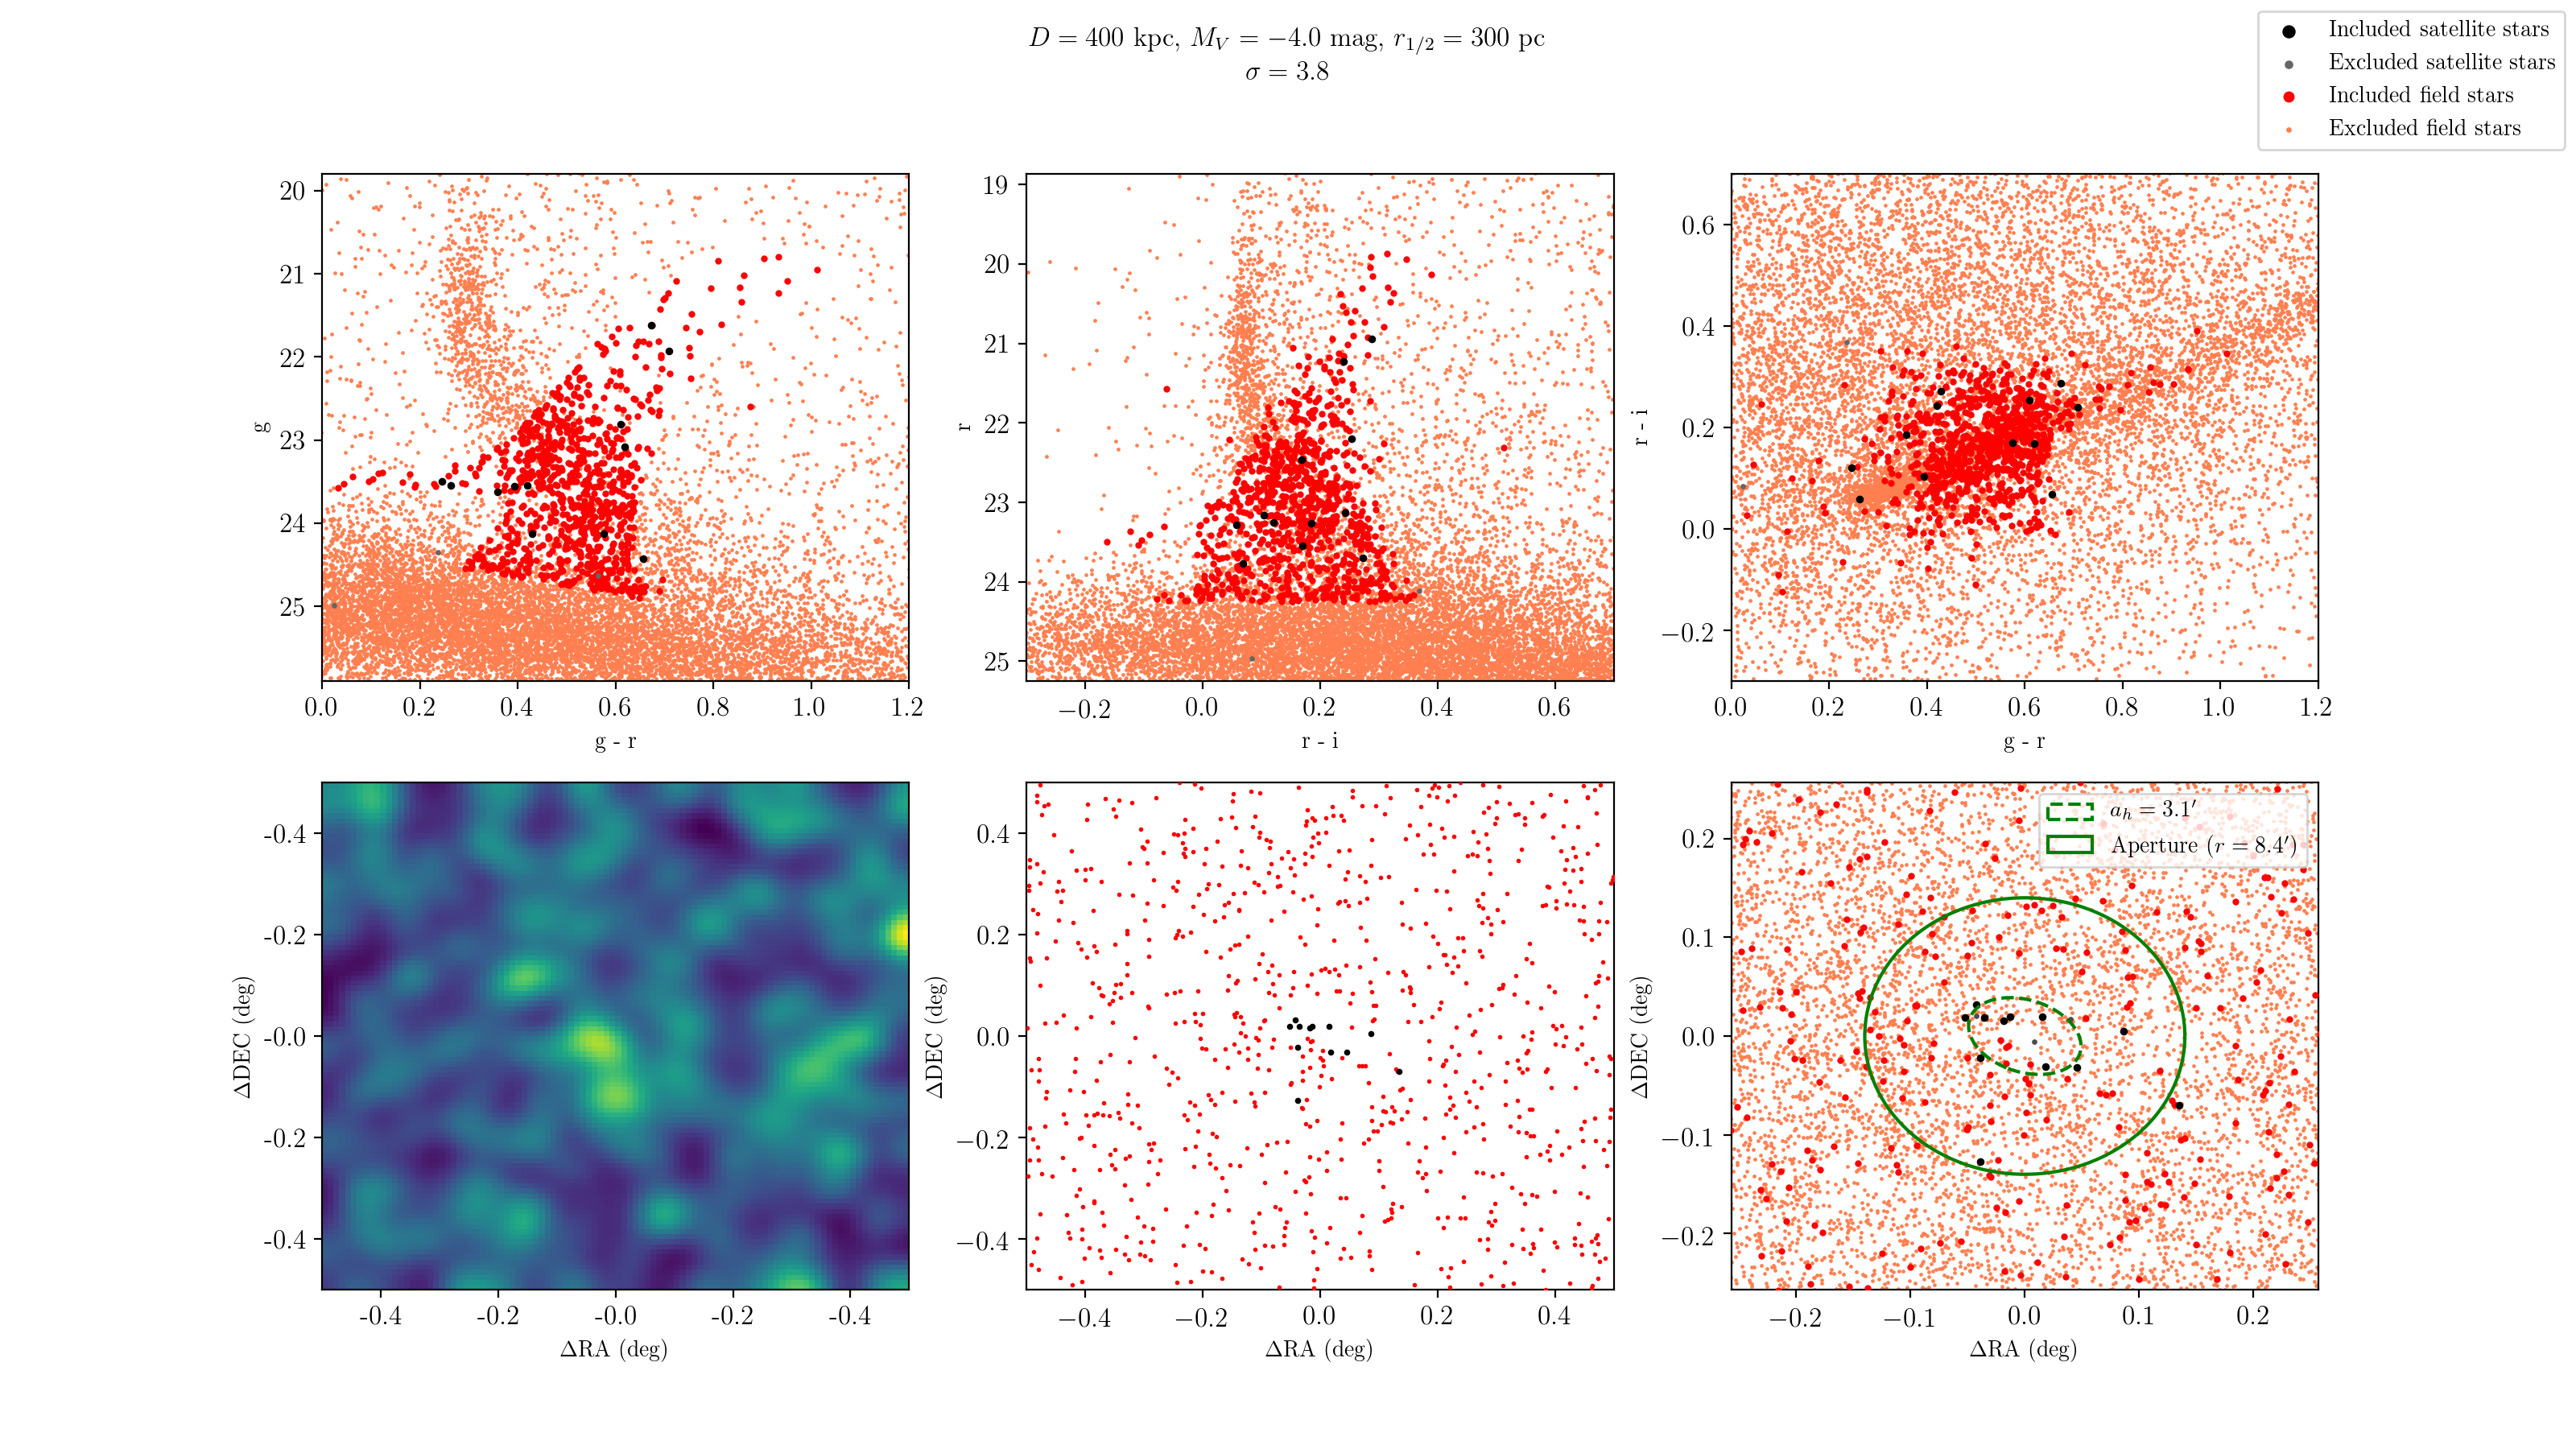 D = 400 kpc, M_V = −4.0 mag, r_{1/2} = 300 pc
σ = 3.8
Included satellite stars
Excluded satellite stars
Included field stars
Excluded field stars
20
21
22
23
24
25
g
0.0 0.2 0.4 0.6 0.8 1.0 1.2
g - r
19
20
21
22
23
24
25
r
−0.2 0.0 0.2 0.4 0.6
r - i
0.6
0.4
0.2
0.0
−0.2
r - i
0.0 0.2 0.4 0.6 0.8 1.0 1.2
g - r
-0.4
-0.2
-0.0
-0.2
-0.4
ΔDEC (deg)
-0.4 -0.2 -0.0 -0.2 -0.4
ΔRA (deg)
0.4
0.2
0.0
−0.2
−0.4
ΔDEC (deg)
−0.4 −0.2 0.0 0.2 0.4
ΔRA (deg)
a_h = 3.1′
Aperture (r = 8.4′)
0.2
0.1
0.0
−0.1
−0.2
ΔDEC (deg)
−0.2 −0.1 0.0 0.1 0.2
ΔRA (deg)